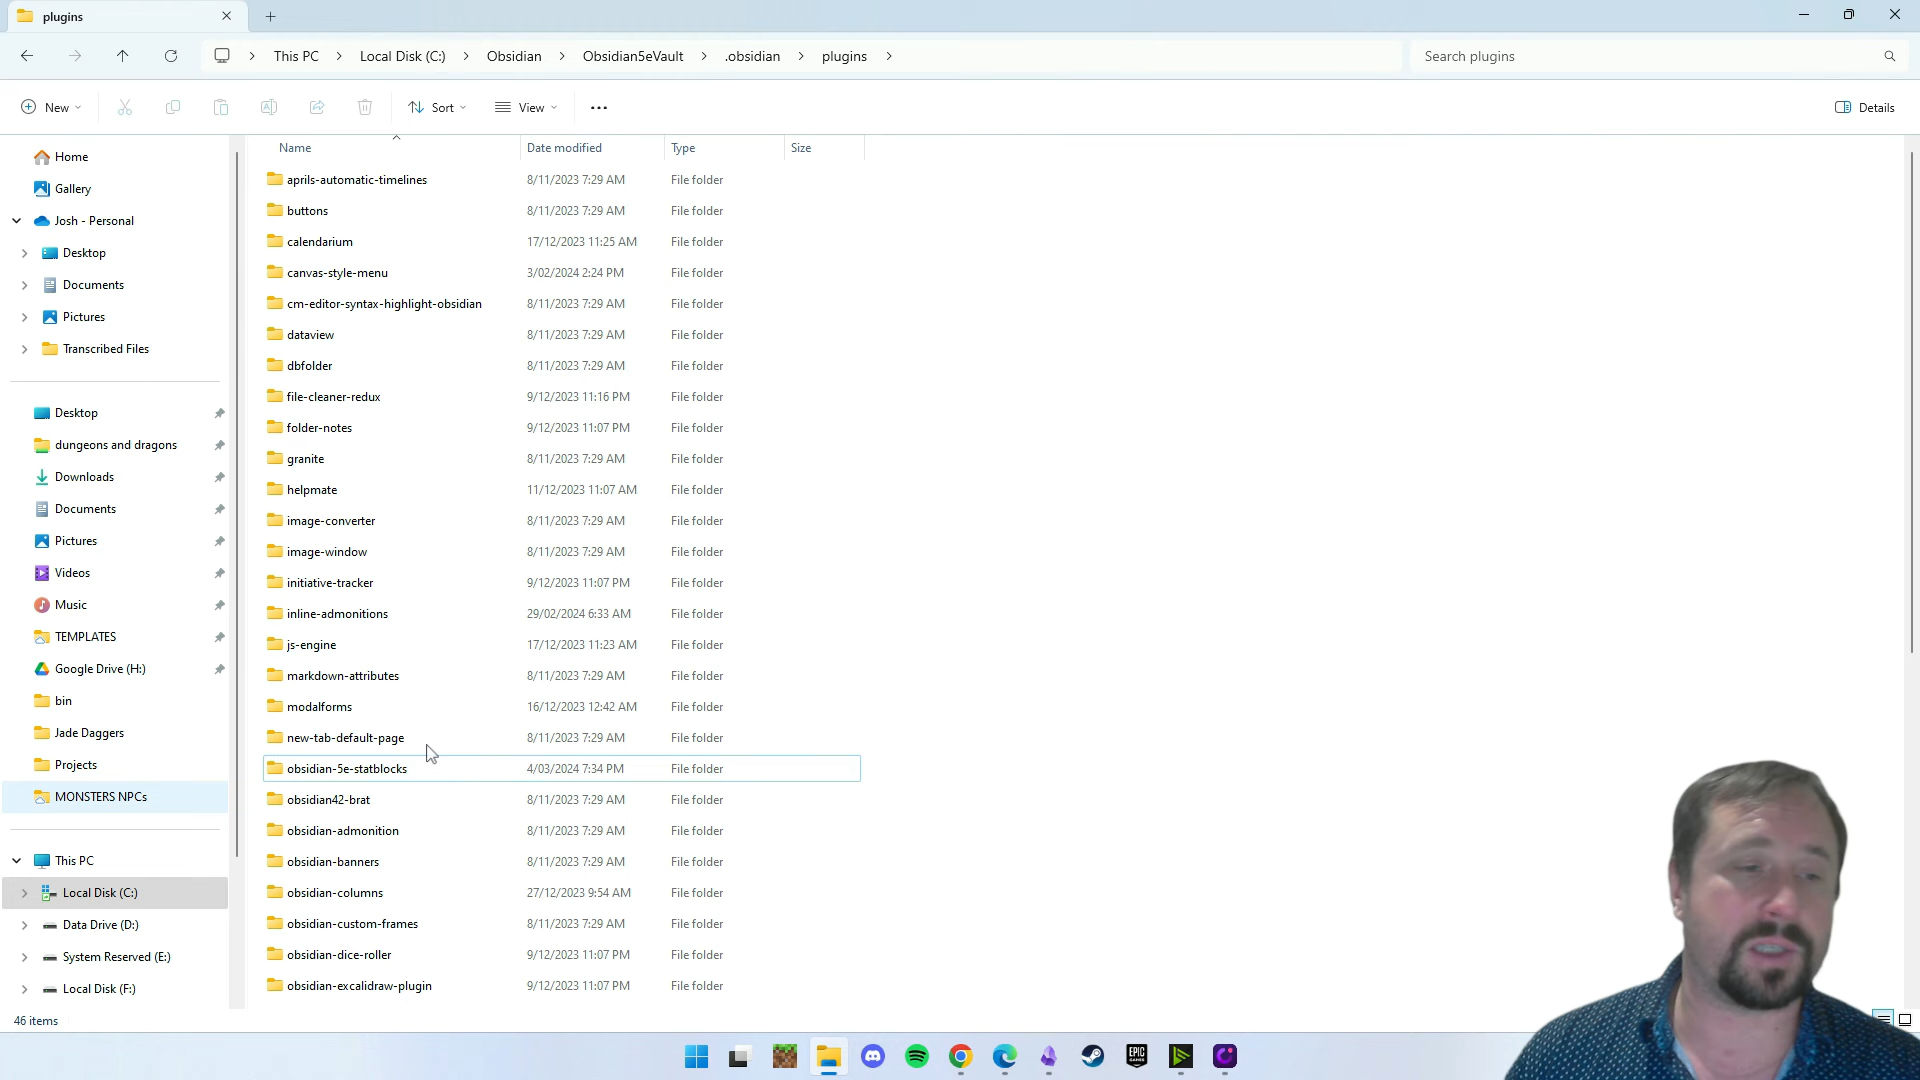 plugins
This PC > Local Disk (C:) > Obsidian > Obsidian5eVault > .obsidian > plugins >
Search plugins
New
Sort
View
Details
Home
Gallery
Josh - Personal
Desktop
Documents
Pictures
Transcribed Files
Desktop
dungeons and dragons
Downloads
Documents
Pictures
Videos
Music
TEMPLATES
Google Drive (H:)
bin
Jade Daggers
Projects
MONSTERS NPCs
This PC
Local Disk (C:)
Data Drive (D:)
System Reserved (E:)
Local Disk (F:)
Name Date modified Type Size
aprils-automatic-timelines 8/11/2023 7:29 AM File folder
buttons 8/11/2023 7:29 AM File folder
calendarium 17/12/2023 11:25 AM File folder
canvas-style-menu 3/02/2024 2:24 PM File folder
cm-editor-syntax-highlight-obsidian 8/11/2023 7:29 AM File folder
dataview 8/11/2023 7:29 AM File folder
dbfolder 8/11/2023 7:29 AM File folder
file-cleaner-redux 9/12/2023 11:16 PM File folder
folder-notes 9/12/2023 11:07 PM File folder
granite 8/11/2023 7:29 AM File folder
helpmate 11/12/2023 11:07 AM File folder
image-converter 8/11/2023 7:29 AM File folder
image-window 8/11/2023 7:29 AM File folder
initiative-tracker 9/12/2023 11:07 PM File folder
inline-admonitions 29/02/2024 6:33 AM File folder
js-engine 17/12/2023 11:23 AM File folder
markdown-attributes 8/11/2023 7:29 AM File folder
modalforms 16/12/2023 12:42 AM File folder
new-tab-default-page 8/11/2023 7:29 AM File folder
obsidian-5e-statblocks 4/03/2024 7:34 PM File folder
obsidian42-brat 8/11/2023 7:29 AM File folder
obsidian-admonition 8/11/2023 7:29 AM File folder
obsidian-banners 8/11/2023 7:29 AM File folder
obsidian-columns 27/12/2023 9:54 AM File folder
obsidian-custom-frames 8/11/2023 7:29 AM File folder
obsidian-dice-roller 9/12/2023 11:07 PM File folder
obsidian-excalidraw-plugin 9/12/2023 11:07 PM File folder
46 items
EPIC GAMES